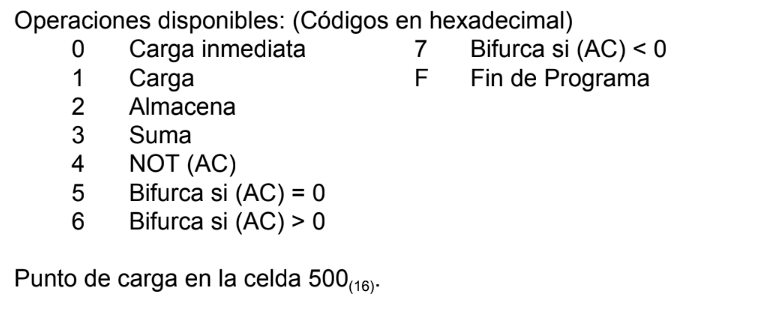 Operaciones disponibles: (Códigos en hexadecimal)
0 Carga inmediata 7 Bifurca si (AC) < 0
1 Carga F Fin de Programa
2 Almacena
3 Suma
4 NOT (AC)
5 Bifurca si (AC) = 0
6 Bifurca si (AC) > 0
Punto de carga en la celda 500(16).